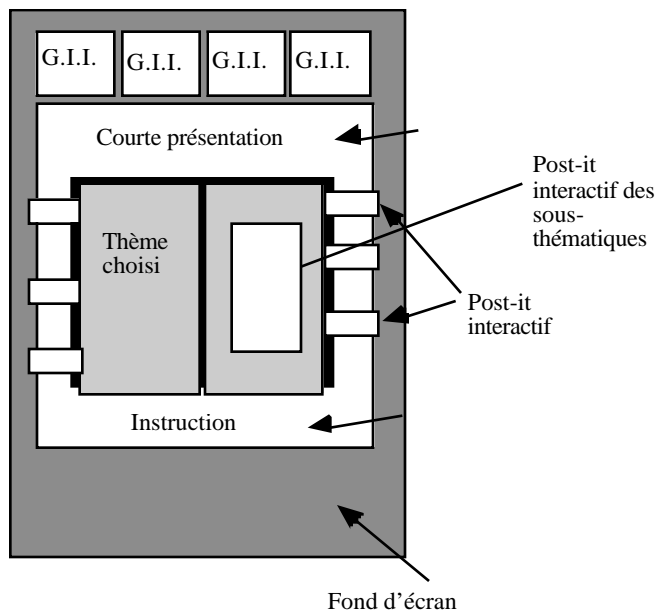 G.I.I. G.I.I. G.I.I. G.I.I.
Courte présentation
Post-it
interactif des
sous-
thématiques
Thème
choisi
Post-it
interactif
Instruction
Fond d'écran